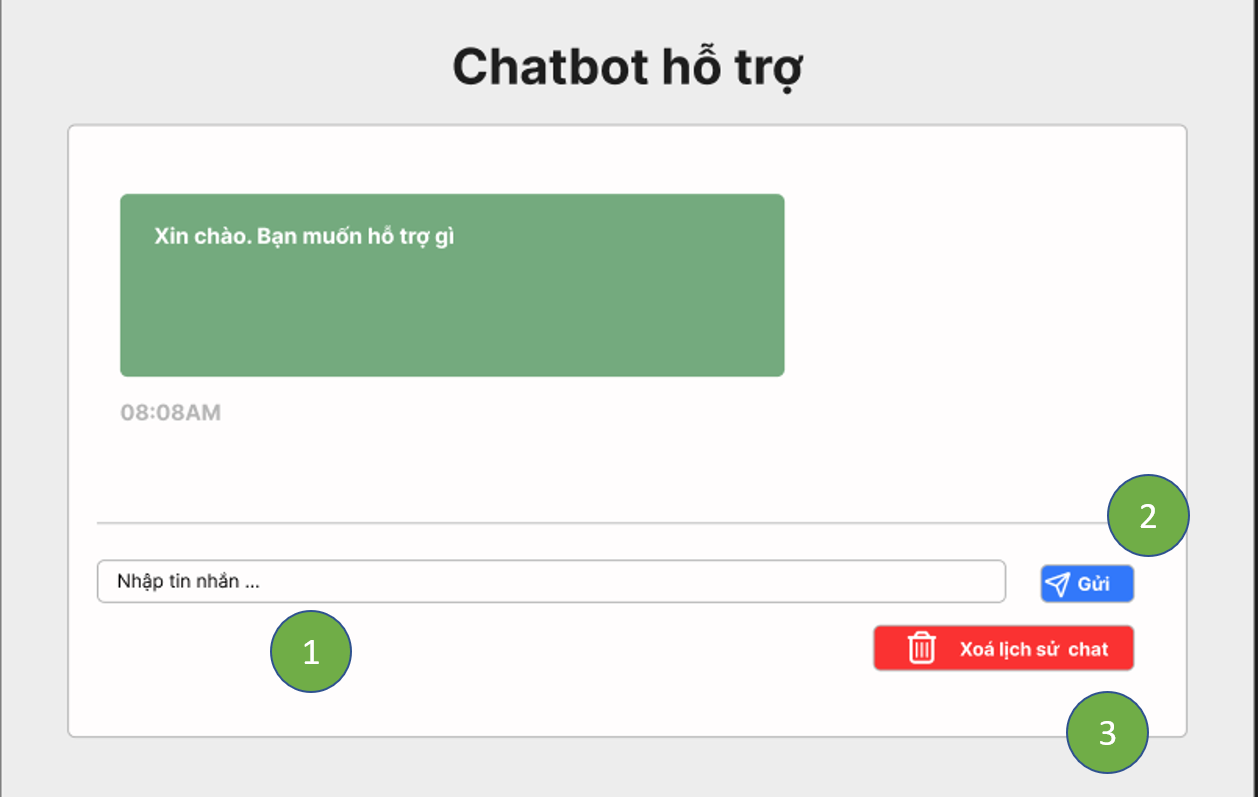 Chatbot hỗ trợ
Xin chào. Bạn muốn hỗ trợ gì
08:08AM
2
Nhập tin nhắn ...
Gửi
1
Xoá lịch sử chat
3